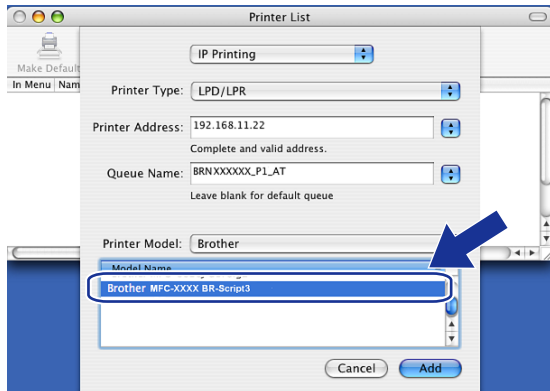 Printer List
IP Printing
Make Default
In Menu Nam
Printer Type: LPD/LPR
Printer Address: 192.168.11.22
Complete and valid address.
Queue Name: BRNXXXXXX_P1_AT
Leave blank for default queue
Printer Model: Brother
Model Name
Brother MFC-XXXX BR-Script3
Cancel Add